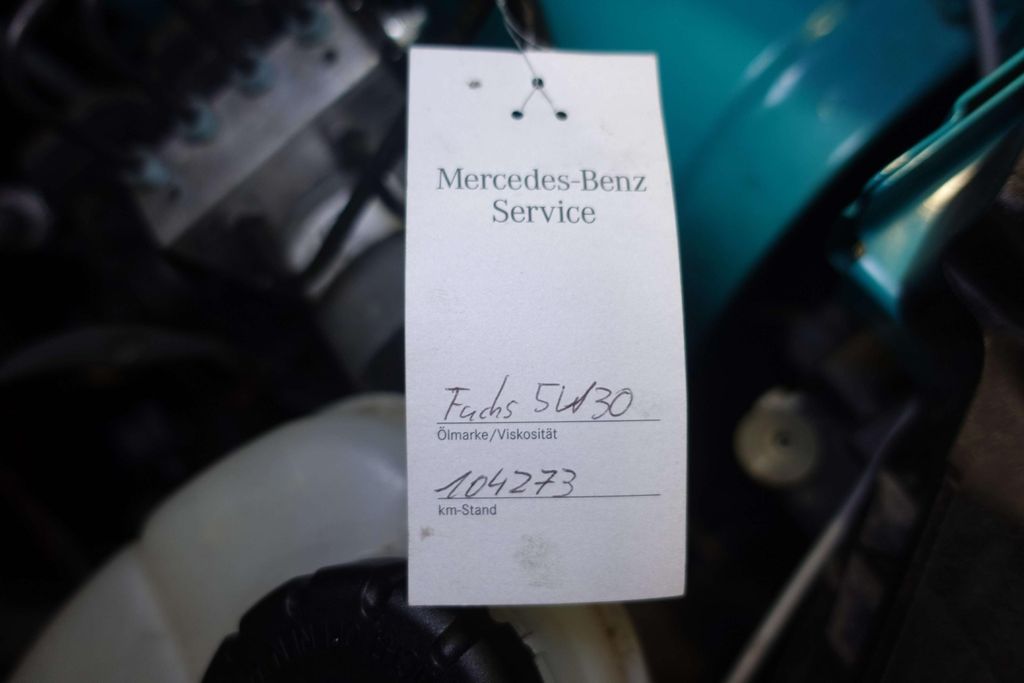 Mercedes-Benz
Service
Fuchs 5W30
Ölmarke/Viskosität
104273
km-Stand